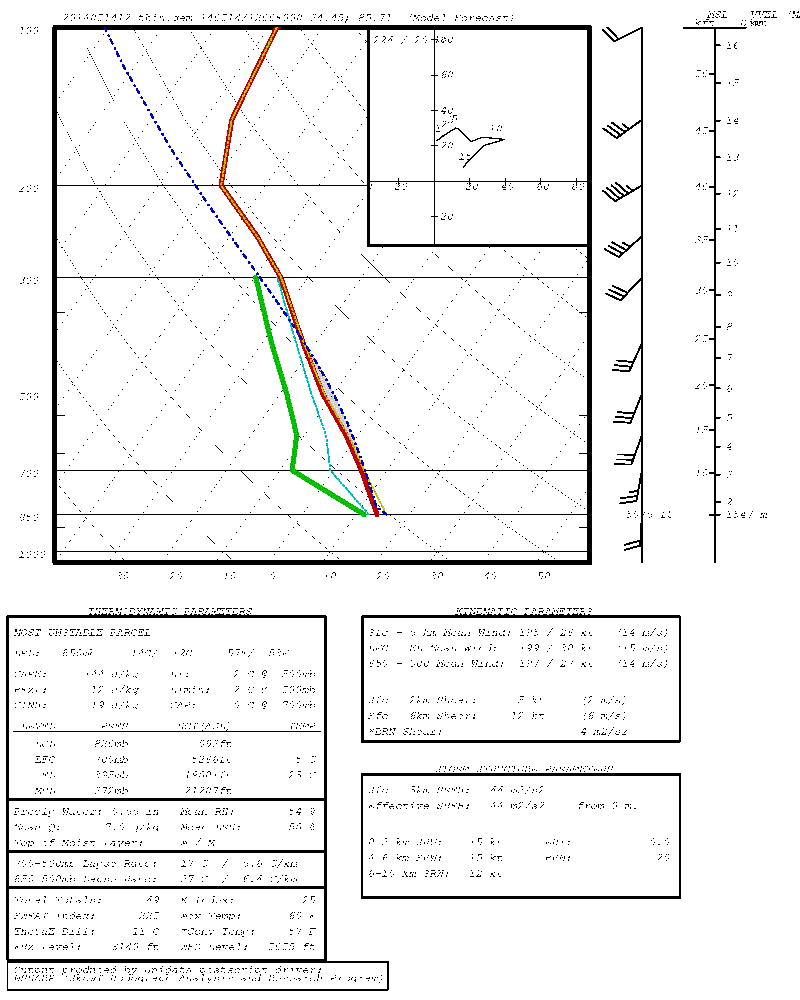 2014051412_thin.gem 140514/1200F000 34.45;-85.71 (Model Forecast)
MSL VVEL
kft km Down
100
200
300
500
700
850
1000
-30 -20 -10 0 10 20 30 40 50
224 / 20 kt
80
60
40
20
20
20 20 40 60 80
1 2 3 5 10 15
16
50
15
14
45
13
40
12
11
35
10
30
9
8
25
7
20
6
5
15
4
10
3
2
5076 ft 1547 m
THERMODYNAMIC PARAMETERS
MOST UNSTABLE PARCEL
LPL: 850mb 14C/ 12C 57F/ 53F
CAPE: 144 J/kg LI: -2 C @ 500mb
BFZL: 12 J/kg LImin: -2 C @ 500mb
CINH: -19 J/kg CAP: 0 C @ 700mb
LEVEL PRES HGT(AGL) TEMP
LCL 820mb 993ft
LFC 700mb 5286ft 5 C
EL 395mb 19801ft -23 C
MPL 372mb 21207ft
Precip Water: 0.66 in Mean RH: 54 %
Mean Q: 7.0 g/kg Mean LRH: 58 %
Top of Moist Layer: M / M
700-500mb Lapse Rate: 17 C / 6.6 C/km
850-500mb Lapse Rate: 27 C / 6.4 C/km
Total Totals: 49 K-Index: 25
SWEAT Index: 225 Max Temp: 69 F
ThetaE Diff: 11 C *Conv Temp: 57 F
FRZ Level: 8140 ft WBZ Level: 5055 ft
Output produced by Unidata postscript driver:
NSHARP (SkewT-Hodograph Analysis and Research Program)
KINEMATIC PARAMETERS
Sfc - 6 km Mean Wind: 195 / 28 kt (14 m/s)
LFC - EL Mean Wind: 199 / 30 kt (15 m/s)
850 - 300 Mean Wind: 197 / 27 kt (14 m/s)
Sfc - 2km Shear: 5 kt (2 m/s)
Sfc - 6km Shear: 12 kt (6 m/s)
*BRN Shear: 4 m2/s2
STORM STRUCTURE PARAMETERS
Sfc - 3km SREH: 44 m2/s2
Effective SREH: 44 m2/s2 from 0 m.
0-2 km SRW: 15 kt EHI: 0.0
4-6 km SRW: 15 kt BRN: 29
6-10 km SRW: 12 kt